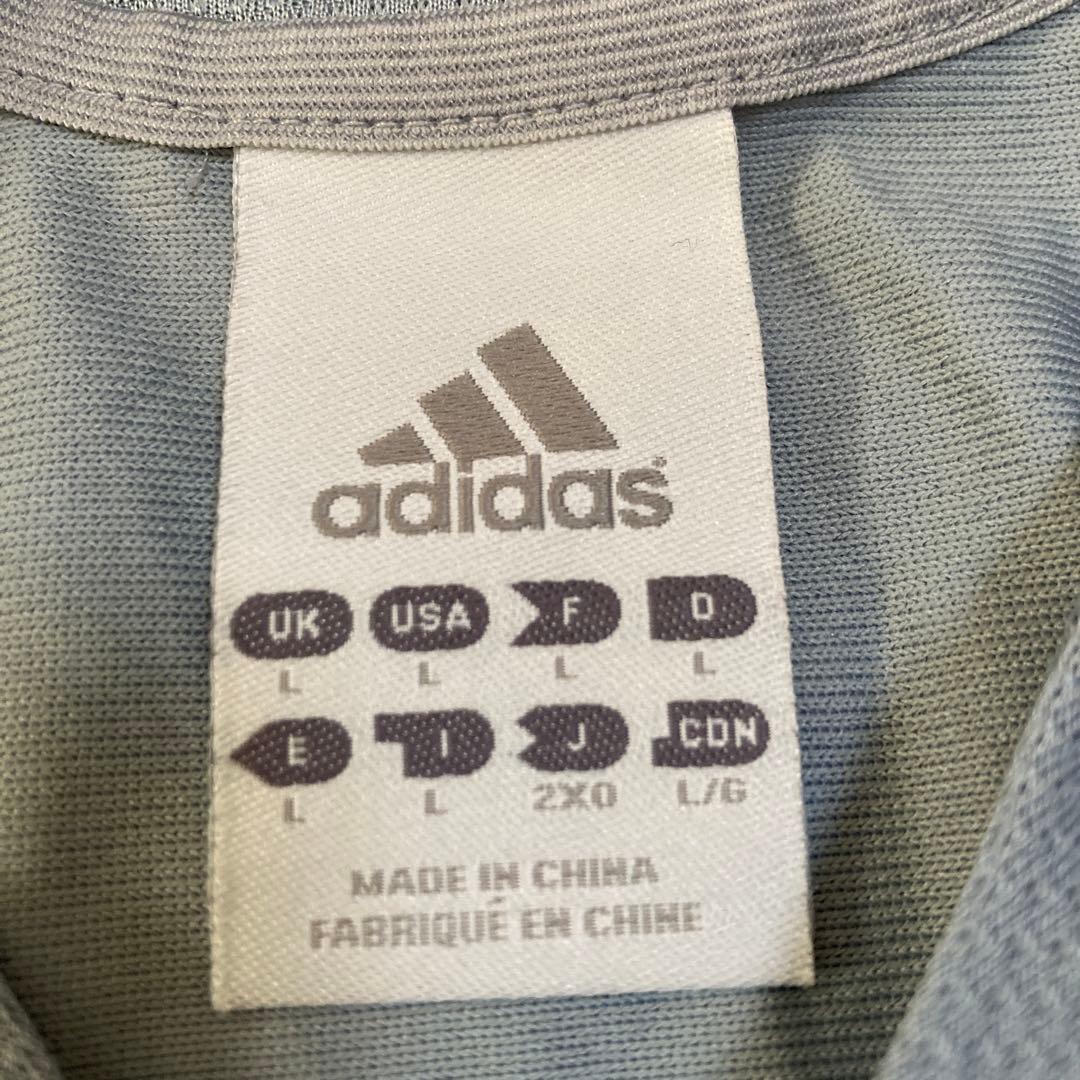 adidas
UK USA F D
L L L L
E I J CDN
L L 2XO L/G
MADE IN CHINA
FABRIQUÉ EN CHINE